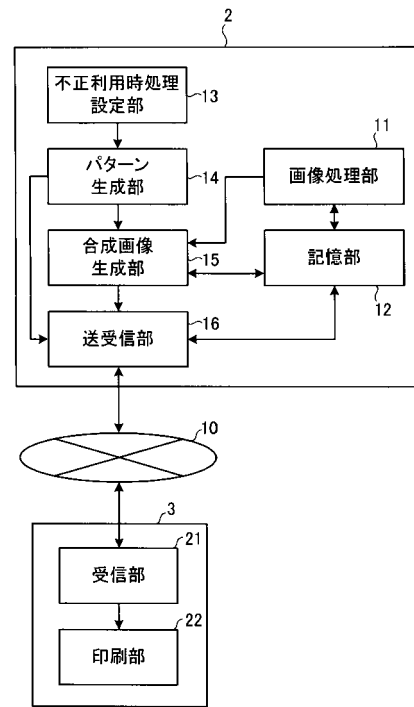 2
不正利用時処理
設定部
13
パターン
生成部
14
11
画像処理部
合成画像
生成部
15
記憶部
12
送受信部
16
10
3
21
受信部
22
印刷部